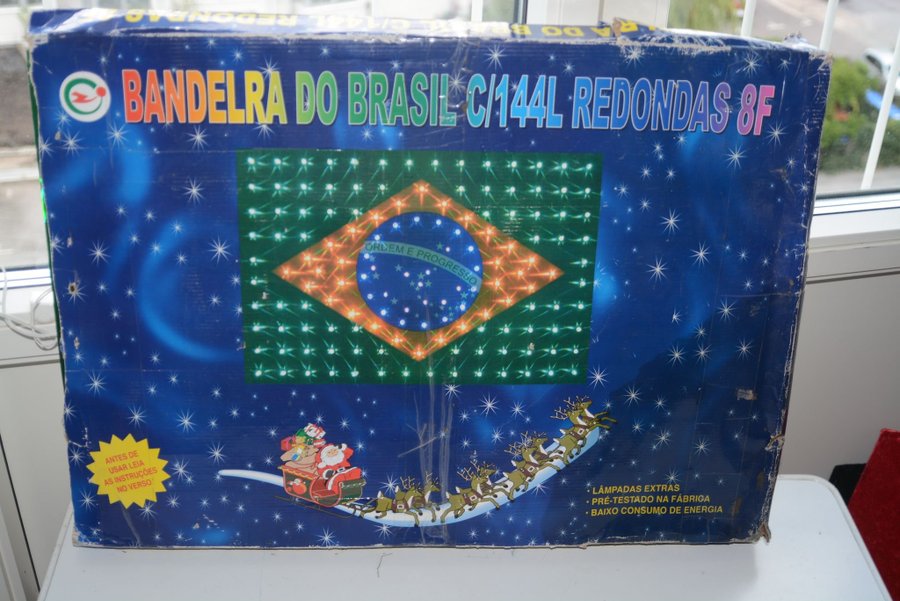 BANDELRA DO BRASIL C/144L REDONDAS 8F
ORDEM E PROGRESSO
ANTES DE
USAR LEIA
AS INSTRUÇÕES
NO VERSO
· LÂMPADAS EXTRAS
· PRÉ-TESTADO NA FÁBRIGA
· BAIXO CONSUMO DE ENERGIA